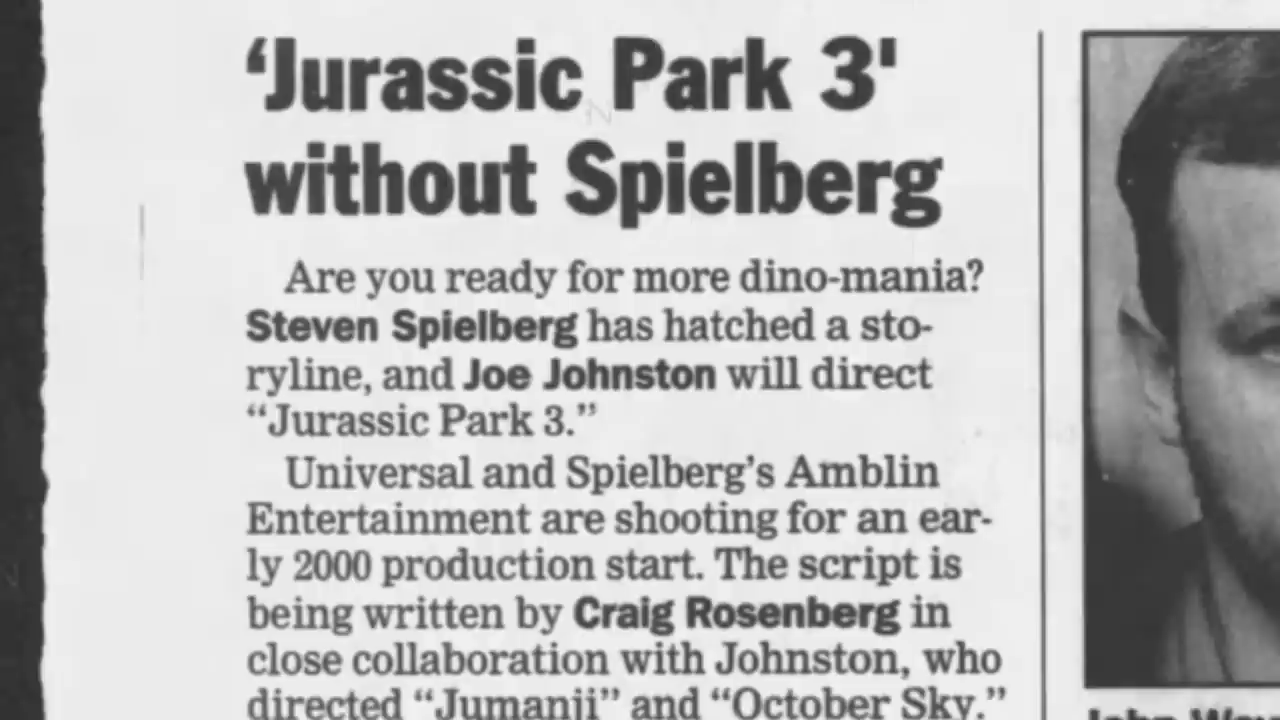 ‘Jurassic Park 3'
without Spielberg
Are you ready for more dino-mania?
Steven Spielberg has hatched a sto-
ryline, and Joe Johnston will direct
“Jurassic Park 3.”
Universal and Spielberg’s Amblin
Entertainment are shooting for an ear-
ly 2000 production start. The script is
being written by Craig Rosenberg in
close collaboration with Johnston, who
directed “Jumanji” and “October Sky.”